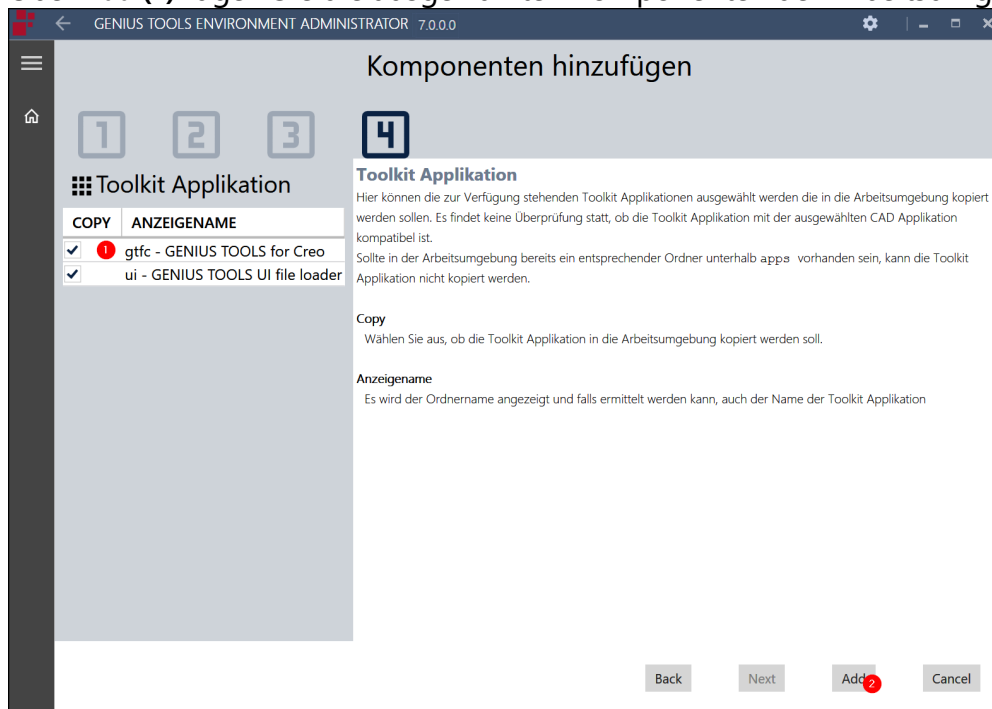 GENIUS TOOLS ENVIRONMENT ADMINISTRATOR 7.0.0.0
Komponenten hinzufügen
1 2 3 4
Toolkit Applikation
COPY ANZEIGENAME
1 gtfc - GENIUS TOOLS for Creo
ui - GENIUS TOOLS UI file loader
Toolkit Applikation
Hier können die zur Verfügung stehenden Toolkit Applikationen ausgewählt werden die in die Arbeitsumgebung kopiert
werden sollen. Es findet keine Überprüfung statt, ob die Toolkit Applikation mit der ausgewählten CAD Applikation
kompatibel ist.
Sollte in der Arbeitsumgebung bereits ein entsprechender Ordner unterhalb apps vorhanden sein, kann die Toolkit
Applikation nicht kopiert werden.
Copy
Wählen Sie aus, ob die Toolkit Applikation in die Arbeitsumgebung kopiert werden soll.
Anzeigename
Es wird der Ordnername angezeigt und falls ermittelt werden kann, auch der Name der Toolkit Applikation
Back Next Add 2 Cancel